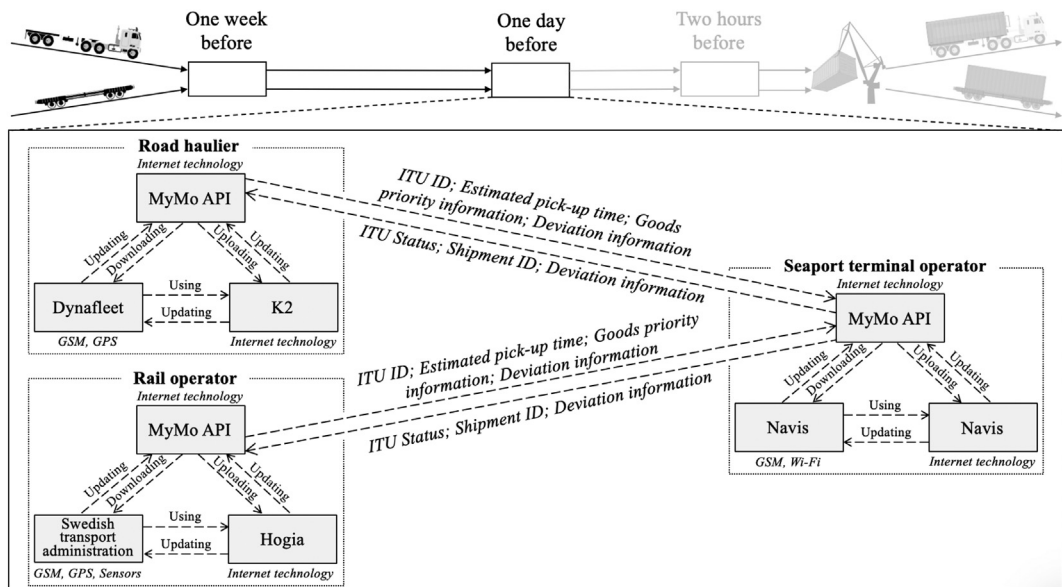 One week
before
One day
before
Two hours
before
Road haulier
Internet technology
MyMo API
Updating
Downloading
Uploading
Updating
Dynafleet
Using
Updating
K2
GSM, GPS
Internet technology
ITU ID; Estimated pick-up time; Goods
priority information; Deviation information
ITU Status; Shipment ID; Deviation information
Rail operator
Internet technology
MyMo API
Updating
Downloading
Uploading
Updating
Swedish
transport
administration
Using
Updating
Hogia
GSM, GPS, Sensors
Internet technology
ITU ID; Estimated pick-up time; Goods priority
information; Deviation information
ITU Status; Shipment ID; Deviation information
Seaport terminal operator
Internet technology
MyMo API
Updating
Downloading
Uploading
Updating
Navis
Using
Updating
Navis
GSM, Wi-Fi
Internet technology